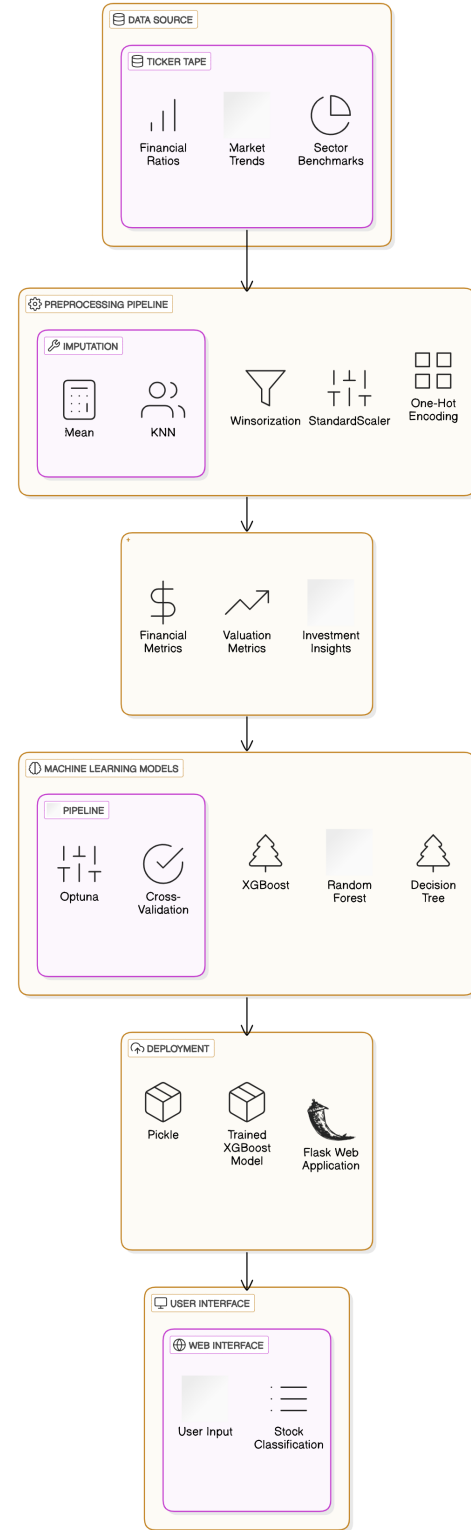 DATA SOURCE
TICKER TAPE
Financial
Ratios
Market
Trends
Sector
Benchmarks
PREPROCESSING PIPELINE
IMPUTATION
Mean
KNN
Winsorization
StandardScaler
One-Hot
Encoding
Financial
Metrics
Valuation
Metrics
Investment
Insights
MACHINE LEARNING MODELS
PIPELINE
Optuna
Cross-
Validation
XGBoost
Random
Forest
Decision
Tree
DEPLOYMENT
Pickle
Trained
XGBoost
Model
Flask Web
Application
USER INTERFACE
WEB INTERFACE
User Input
Stock
Classification